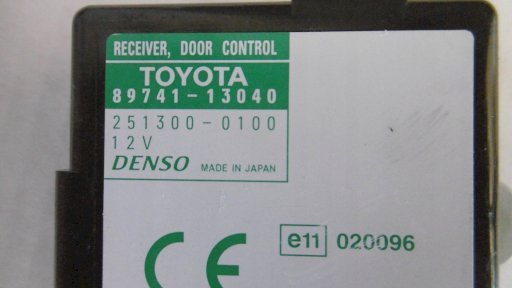 RECEIVER, DOOR CONTROL
TOYOTA
89741-13040
251300-0100
12V
DENSO MADE IN JAPAN
e11 020096
CE